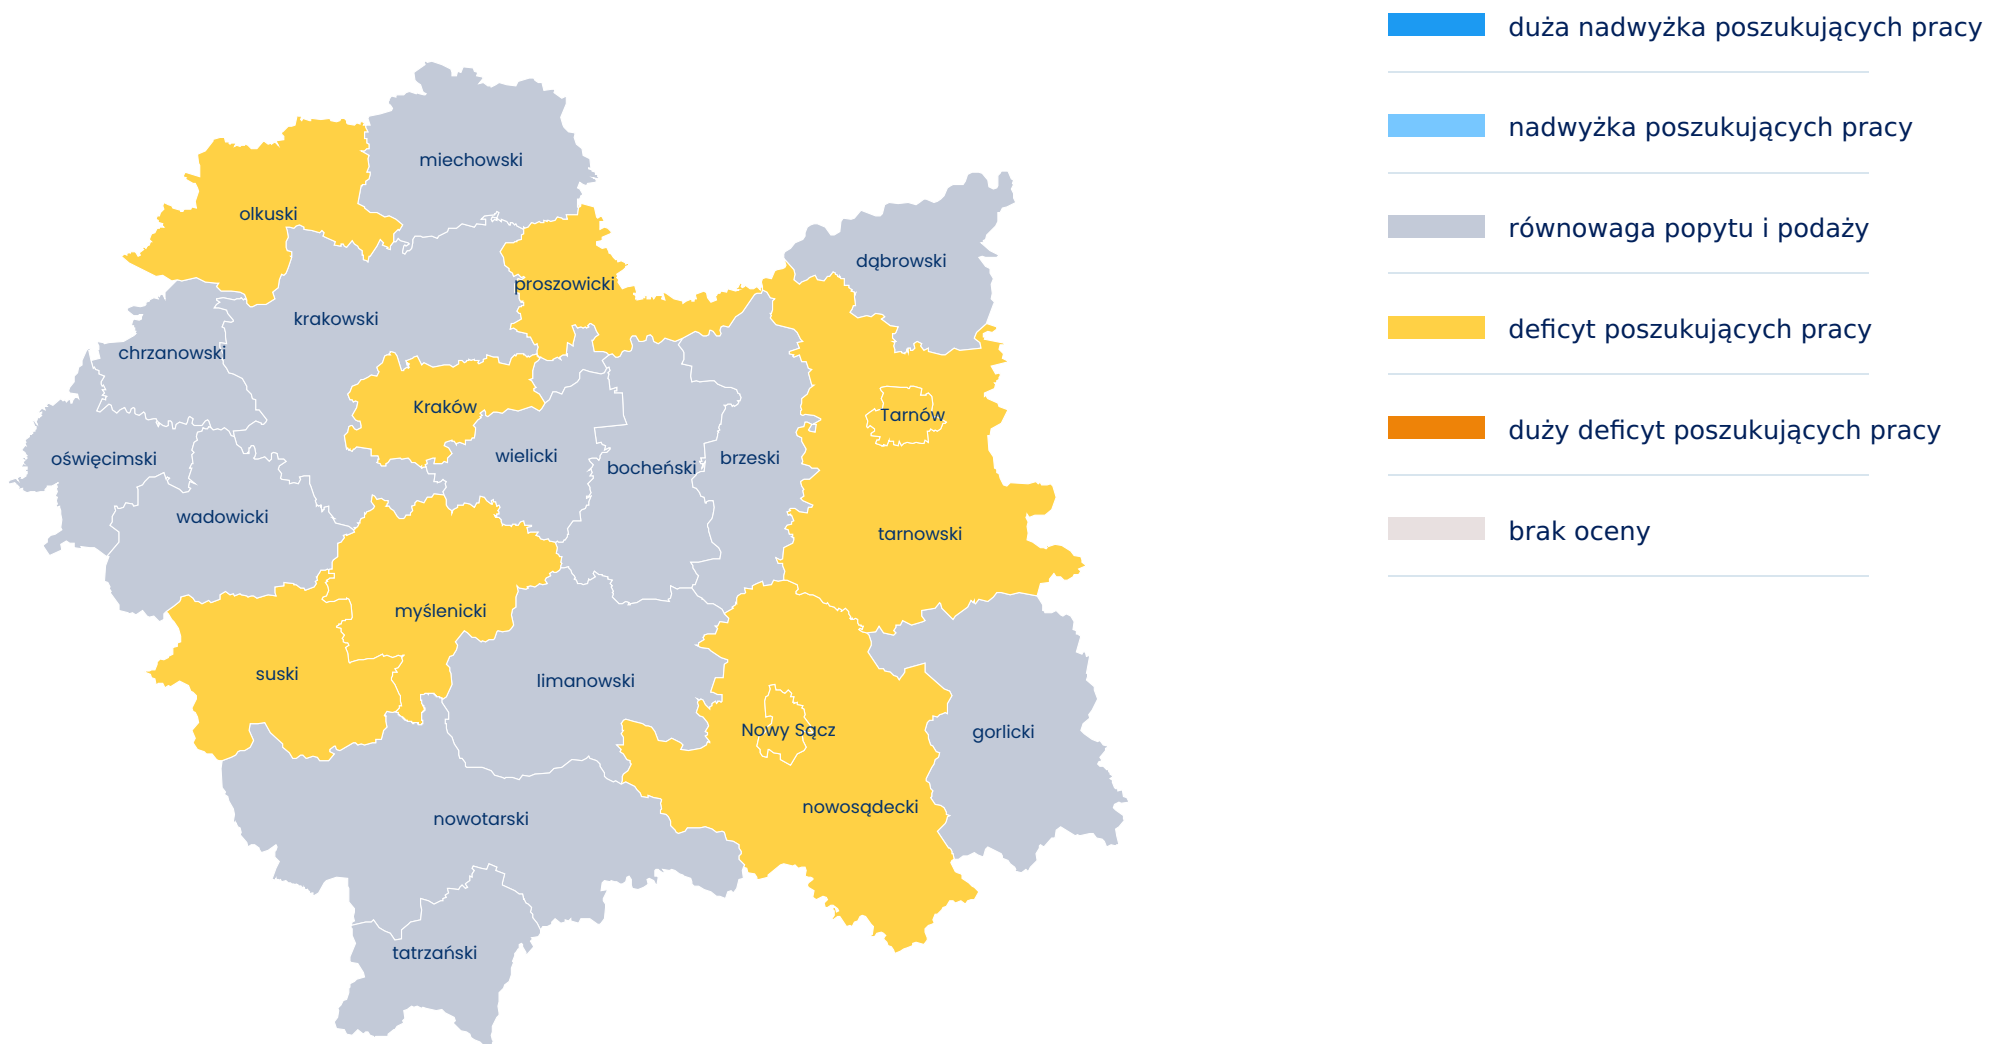 miechowski
olkuski
dąbrowski
proszowicki
krakowski
chrzanowski
Kraków
Tarnów
oświęcimski
wielicki
bocheński
brzeski
wadowicki
tarnowski
myślenicki
suski
limanowski
Nowy Sącz
gorlicki
nowosądecki
nowotarski
tatrzański
duża nadwyżka poszukujących pracy
nadwyżka poszukujących pracy
równowaga popytu i podaży
deficyt poszukujących pracy
duży deficyt poszukujących pracy
brak oceny